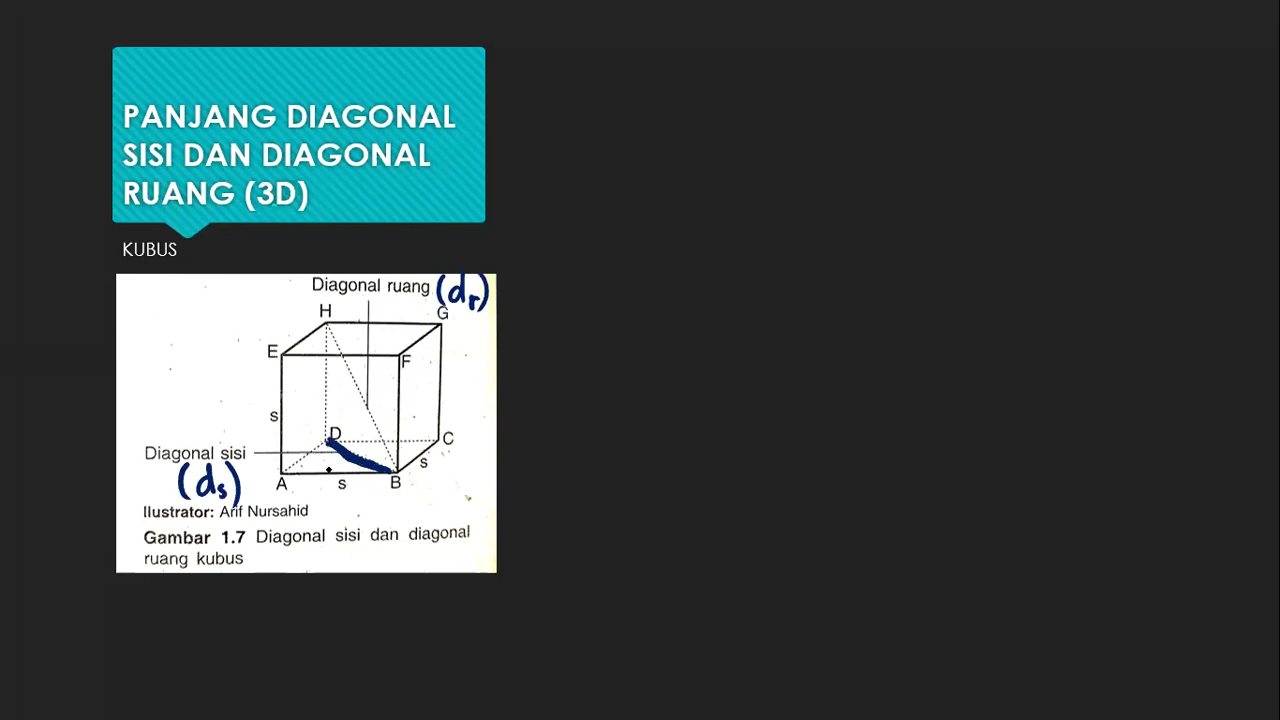 PANJANG DIAGONAL
SISI DAN DIAGONAL
RUANG (3D)
KUBUS
Diagonal ruang (dr)
H
G
E
F
s
D
C
Diagonal sisi
(ds)
s
A
s
B
Ilustrator: Arif Nursahid
Gambar 1.7 Diagonal sisi dan diagonal
ruang kubus